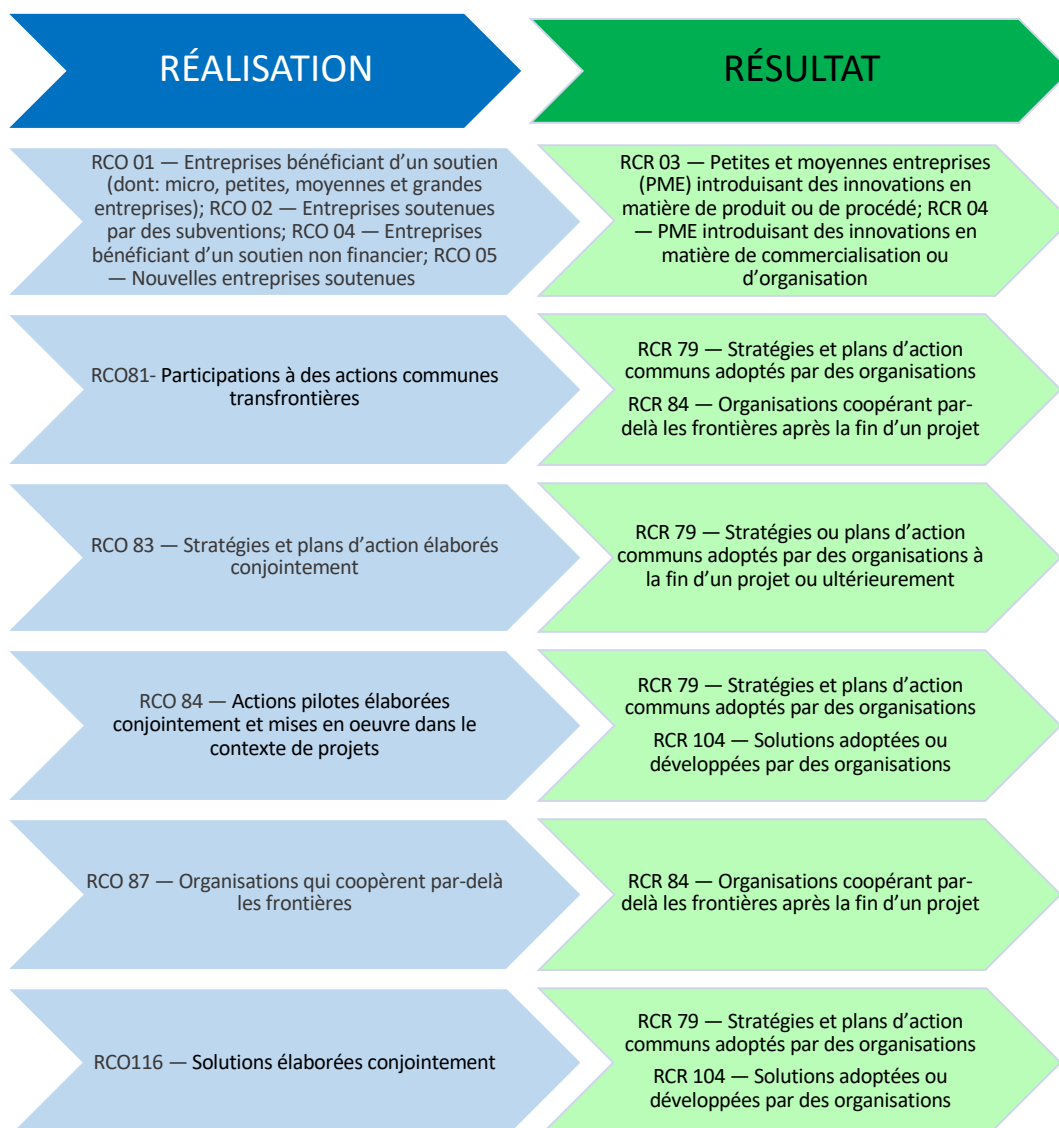 RÉALISATION
RÉSULTAT
RCO 01 — Entreprises bénéficiant d’un soutien
(dont: micro, petites, moyennes et grandes
entreprises); RCO 02 — Entreprises soutenues
par des subventions; RCO 04 — Entreprises
bénéficiant d’un soutien non financier; RCO 05
— Nouvelles entreprises soutenues
RCR 03 — Petites et moyennes entreprises
(PME) introduisant des innovations en
matière de produit ou de procédé; RCR 04
— PME introduisant des innovations en
matière de commercialisation ou
d’organisation
RCO81- Participations à des actions communes
transfrontières
RCR 79 — Stratégies et plans d’action
communs adoptés par des organisations
RCR 84 — Organisations coopérant par-
delà les frontières après la fin d’un projet
RCO 83 — Stratégies et plans d’action élaborés
conjointement
RCR 79 — Stratégies ou plans d’action
communs adoptés par des organisations à
la fin d’un projet ou ultérieurement
RCO 84 — Actions pilotes élaborées
conjointement et mises en oeuvre dans le
contexte de projets
RCR 79 — Stratégies et plans d’action
communs adoptés par des organisations
RCR 104 — Solutions adoptées ou
développées par des organisations
RCO 87 — Organisations qui coopèrent par-delà
les frontières
RCR 84 — Organisations coopérant par-
delà les frontières après la fin d’un projet
RCO116 — Solutions élaborées conjointement
RCR 79 — Stratégies et plans d’action
communs adoptés par des organisations
RCR 104 — Solutions adoptées ou
développées par des organisations